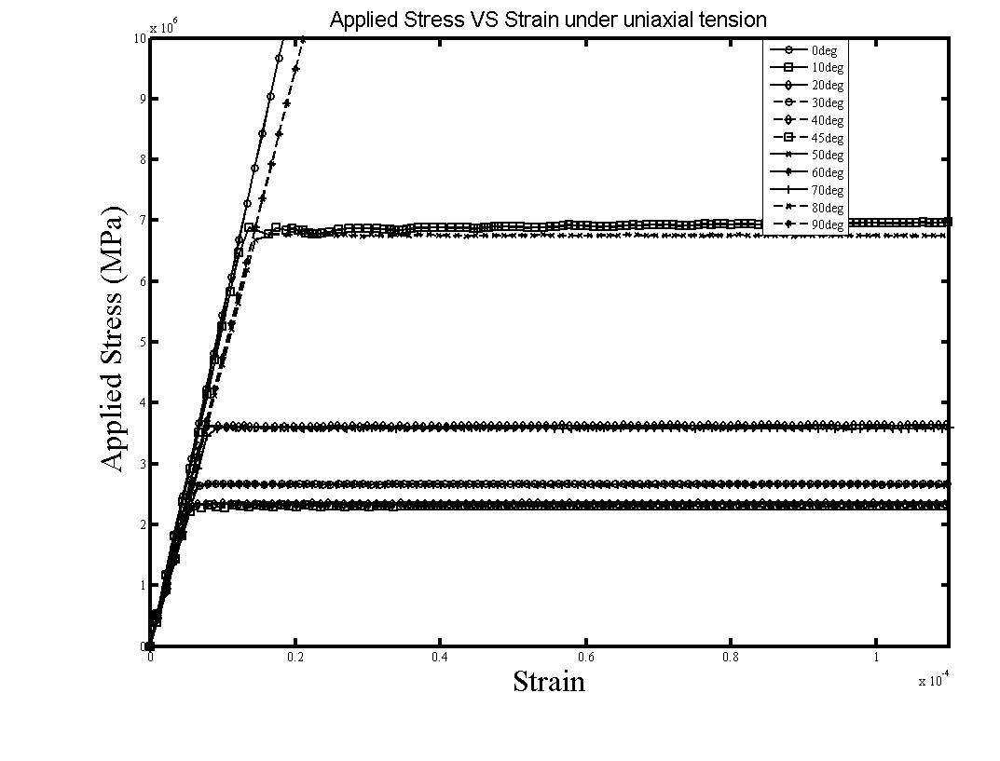 Applied Stress VS Strain under uniaxial tension
x 10^6
10
9
8
7
6
5
4
3
2
1
0
Applied Stress (MPa)
0deg
10deg
20deg
30deg
40deg
45deg
50deg
60deg
70deg
80deg
90deg
0 0.2 0.4 0.6 0.8 1
x 10^-4
Strain